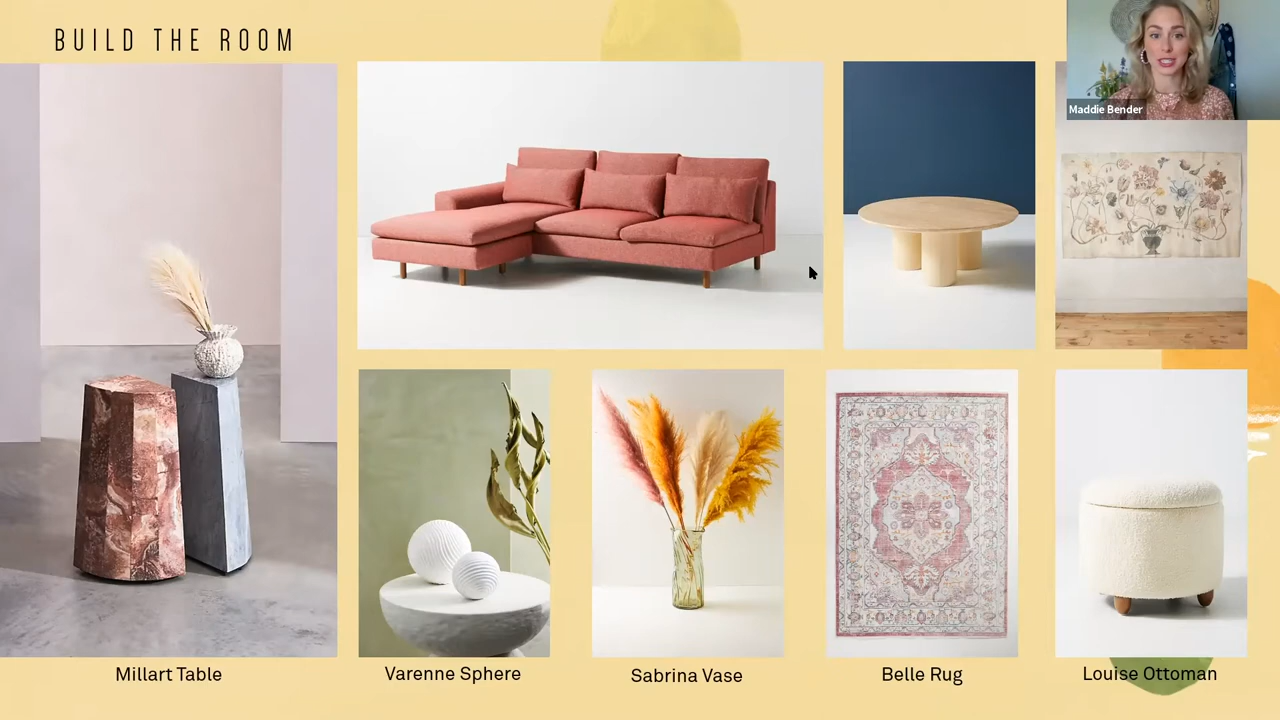 BUILD THE ROOM
Maddie Bender
Millart Table
Varenne Sphere
Sabrina Vase
Belle Rug
Louise Ottoman